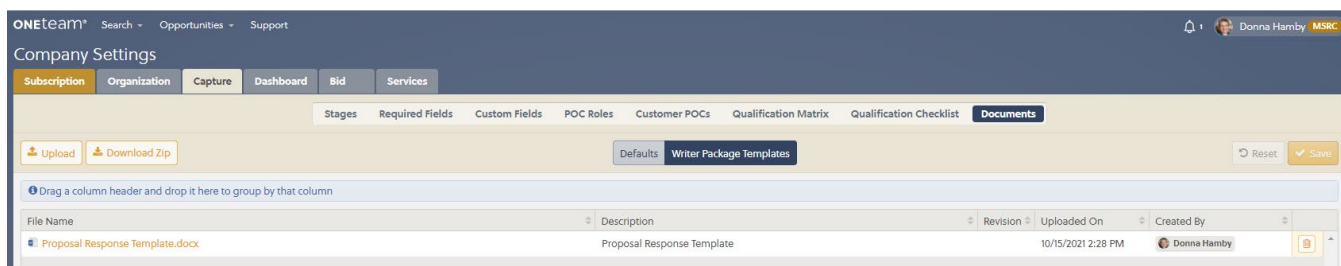 ONEteam® Search Opportunities Support 1 Donna Hamby MSRC
Company Settings
Subscription Organization Capture Dashboard Bid Services
Stages Required Fields Custom Fields POC Roles Customer POCs Qualification Matrix Qualification Checklist Documents
Upload Download Zip Defaults Writer Package Templates Reset Save
Drag a column header and drop it here to group by that column
File Name Description Revision Uploaded On Created By
Proposal Response Template.docx Proposal Response Template 10/15/2021 2:28 PM Donna Hamby